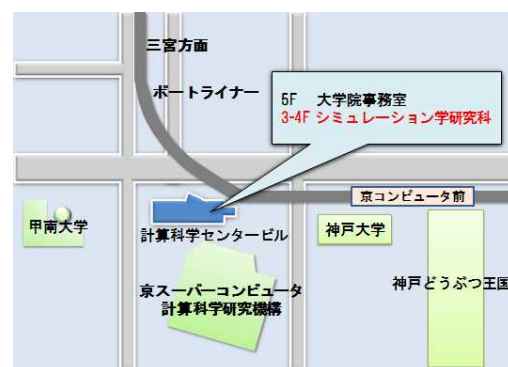 三宮方面
ポートライナー
5F 大学院事務室
3-4F シミュレーション学研究科
京コンピュータ前
甲南大学
計算科学センタービル
神戸大学
京スーパーコンピュータ
計算科学研究機構
神戸どうぶつ王国